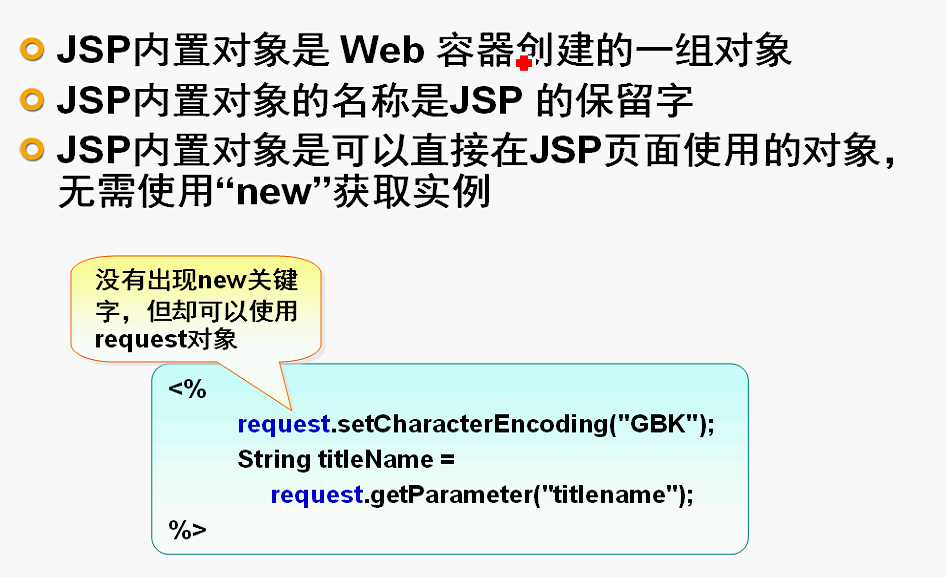 JSP内置对象是 Web 容器创建的一组对象
JSP内置对象的名称是JSP 的保留字
JSP内置对象是可以直接在JSP页面使用的对象，
无需使用“new”获取实例
没有出现new关键
字，但却可以使用
request对象
<%
request.setCharacterEncoding("GBK");
String titleName =
request.getParameter("titlename");
%>